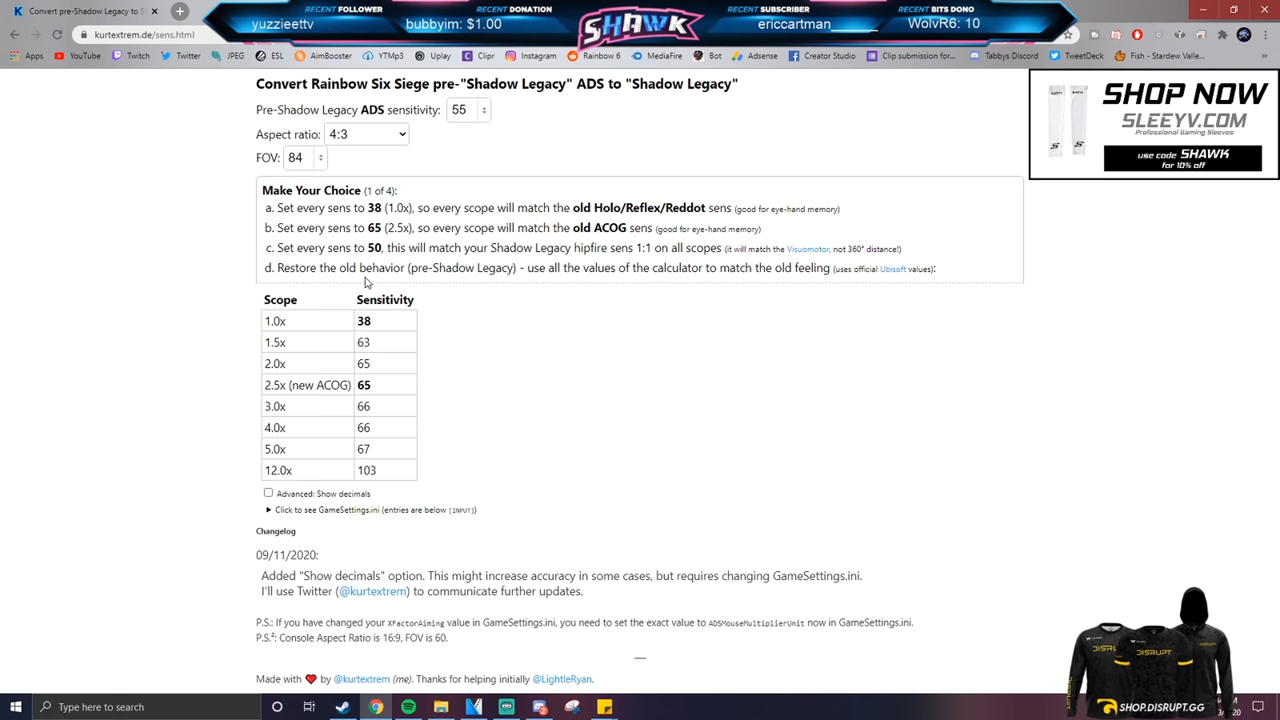 RECENT FOLLOWER
yuzzieettv
RECENT DONATION
bubbyim: $1.00
SHAWK
RECENT SUBSCRIBER
ericcartman_____
RECENT BITS DONO
WolvR6: 10
Convert pre-"Shadow Legacy" to S
kurtextrem.de/sens.html
Apps
YouTube
Twitch
Twitter
JPEG
ESL
AimBooster
YTMp3
Uplay
Clipr
Instagram
Rainbow 6
MediaFire
Bot
Adsense
Creator Studio
Clip submission for...
TweetDeck
Tabbys Discord
Fish - Stardew Valle...
Convert Rainbow Six Siege pre-"Shadow Legacy" ADS to "Shadow Legacy"
Pre-Shadow Legacy ADS sensitivity: 55
Aspect ratio: 4:3
FOV: 84
Make Your Choice (1 of 4):
a. Set every sens to 38 (1.0x), so every scope will match the old Holo/Reflex/Reddot sens (good for eye-hand memory)
b. Set every sens to 65 (2.5x), so every scope will match the old ACOG sens (good for eye-hand memory)
c. Set every sens to 50, this will match your Shadow Legacy hipfire sens 1:1 on all scopes (it will match the Visuomotor, not 360° distance!)
d. Restore the old behavior (pre-Shadow Legacy) - use all the values of the calculator to match the old feeling (uses official Ubisoft values):
Scope Sensitivity
1.0x 38
1.5x 63
2.0x 65
2.5x (new ACOG) 65
3.0x 66
4.0x 66
5.0x 67
12.0x 103
Advanced: Show decimals
Click to see GameSettings.ini (entries are below [INPUT])
Changelog
09/11/2020:
Added "Show decimals" option. This might increase accuracy in some cases, but requires changing GameSettings.ini.
I'll use Twitter (@kurtextrem) to communicate further updates.
P.S.: If you have changed your XFactorAiming value in GameSettings.ini, you need to set the exact value to ADSMouseMultiplierUnit now in GameSettings.ini.
P.S.²: Console Aspect Ratio is 16:9, FOV is 60.
Made with ❤ by @kurtextrem (me). Thanks for helping initially @LightleRyan.
SHOP NOW
SLEEYV.COM
Professional Gaming Sleeves
use code SHAWK
for 10% off
DISRUPT
SHOP.DISRUPT.GG
Type here to search